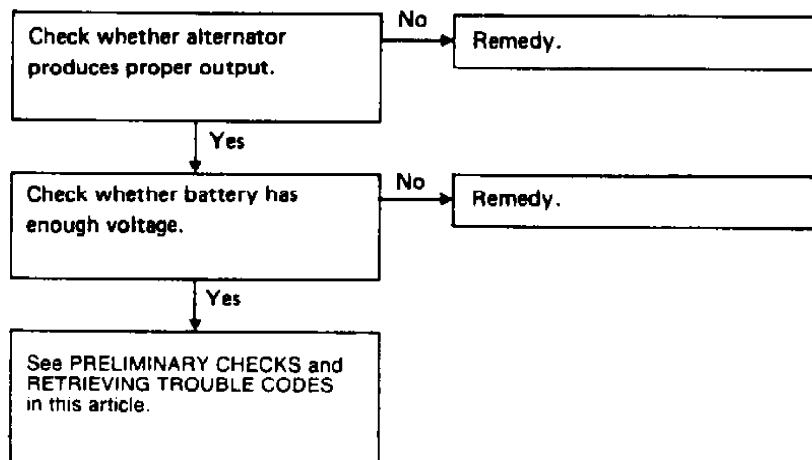 Check whether alternator
produces proper output.
No
Remedy.
Yes
Check whether battery has
enough voltage.
No
Remedy.
Yes
See PRELIMINARY CHECKS and
RETRIEVING TROUBLE CODES
in this article.